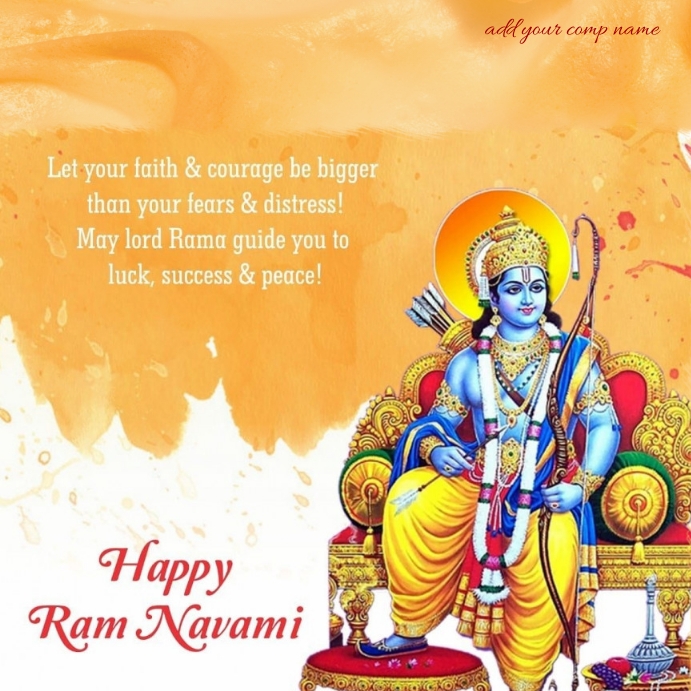 add your comp name
Let your faith & courage be bigger
than your fears & distress!
May lord Rama guide you to
luck, success & peace!
Happy
Ram Navami